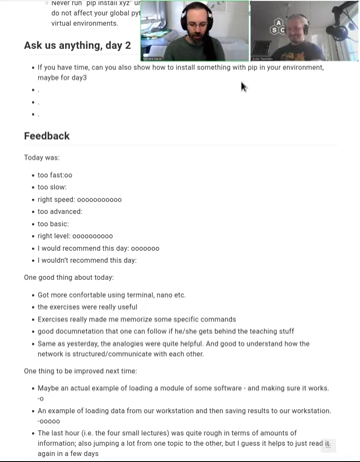 Never run `pip install xyz` ur
do not affect your global pyt
virtual environments.
Ask us anything, day 2
If you have time, can you also show how to install something with pip in your environment,
maybe for day3
.
.
.
Feedback
Today was:
too fast:oo
too slow:
right speed: ooooooooooo
too advanced:
too basic:
right level: oooooooooo
I would recommend this day: ooooooo
I wouldn't recommend this day:
One good thing about today:
Got more confortable using terminal, nano etc.
the exercises were really useful
Exercises really made me memorize some specific commands
good documnetation that one can follow if he/she gets behind the teaching stuff
Same as yesterday, the analogies were quite helpful. And good to understand how the
network is structured/communicate with each other.
One thing to be improved next time:
Maybe an actual example of loading a module of some software - and making sure it works.
-o
An example of loading data from our workstation and then saving results to our workstation.
-ooooo
The last hour (i.e. the four small lectures) was quite rough in terms of amounts of
information; also jumping a lot from one topic to the other, but I guess it helps to just read it
again in a few days